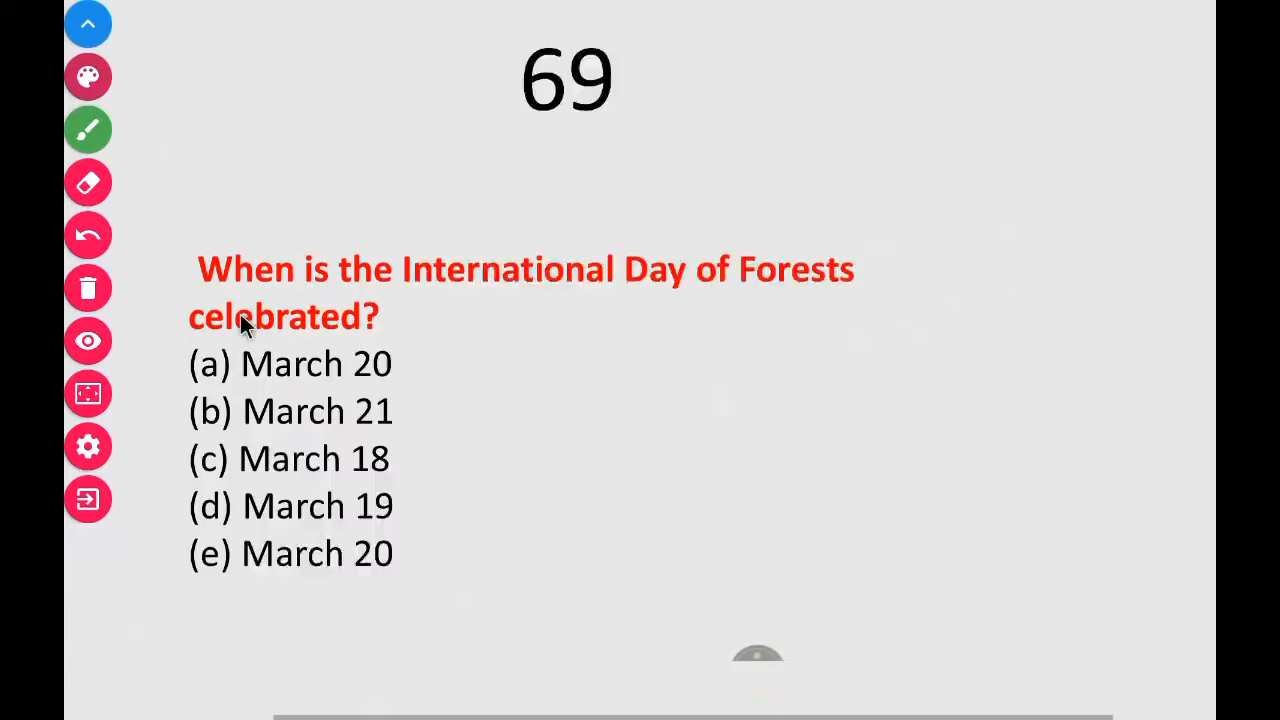 69
When is the International Day of Forests
celebrated?
(a) March 20
(b) March 21
(c) March 18
(d) March 19
(e) March 20